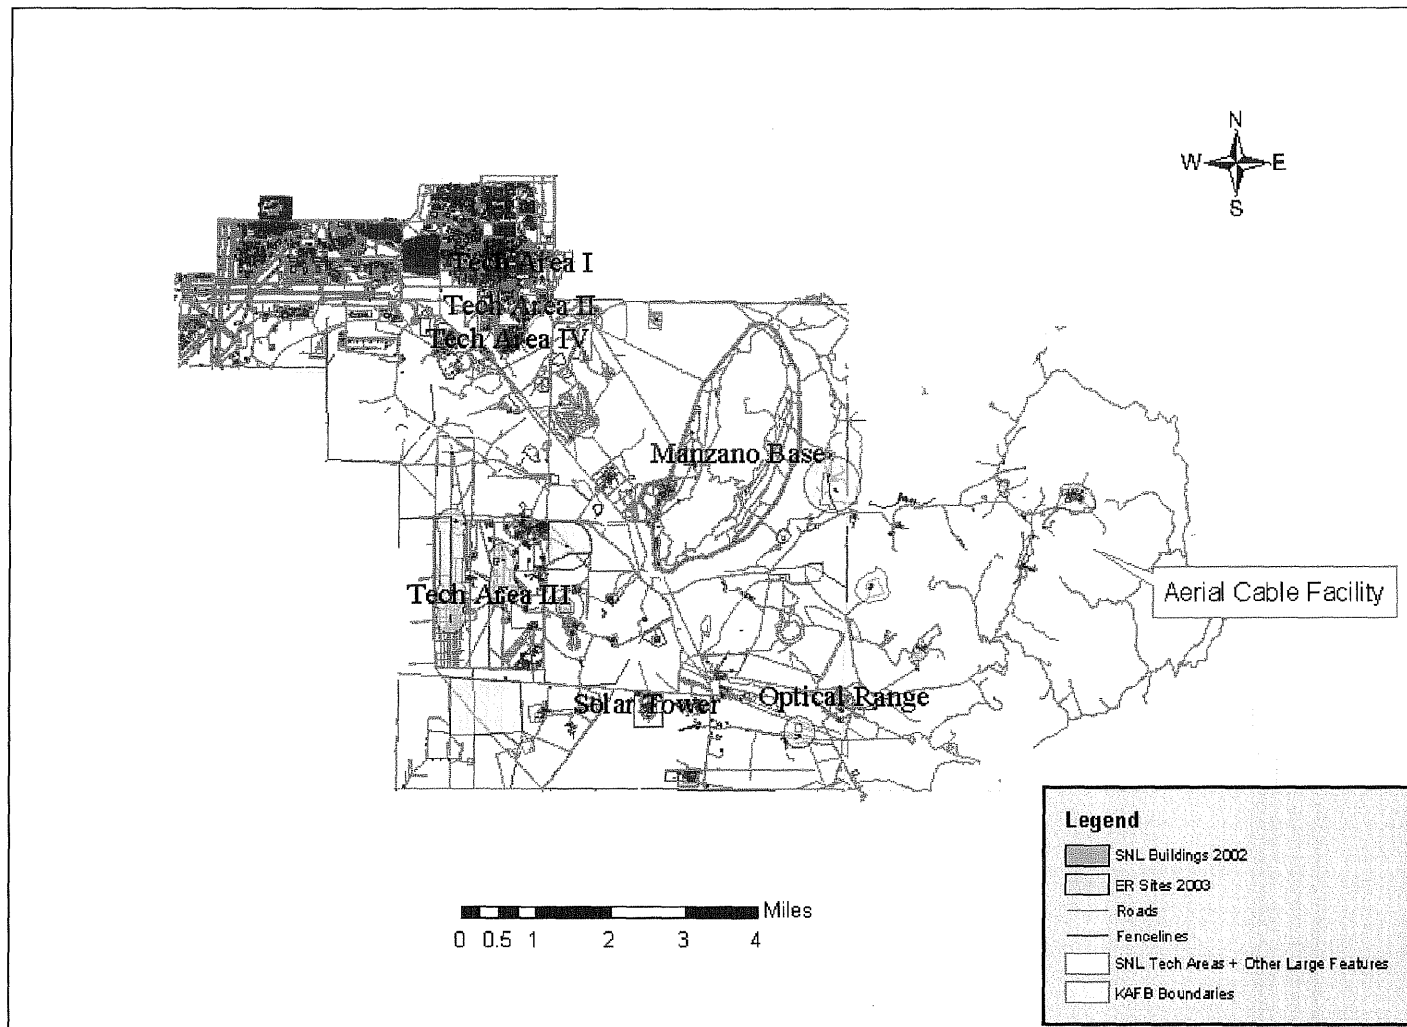 N
W E
S
Tech Area I
Tech Area II
Tech Area IV
Manzano Base
Tech Area III
Aerial Cable Facility
Solar Tower
Optical Range
Legend
SNL Buildings 2002
ER Sites 2003
Roads
Fencelines
SNL Tech Areas + Other Large Features
KAFB Boundaries
Miles
0 0.5 1 2 3 4